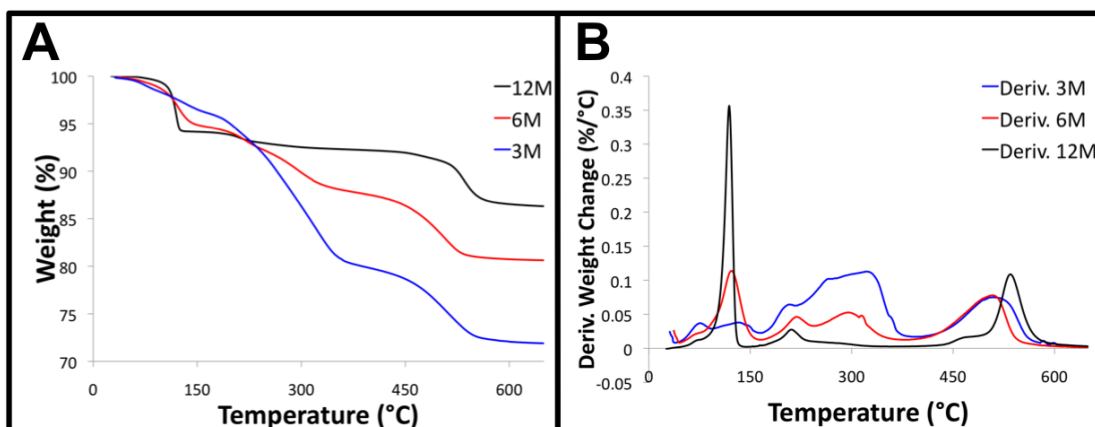 A
Weight (%)
100
95
90
85
80
75
70
0
150
300
450
600
Temperature (°C)
12M
6M
3M
B
Deriv. Weight Change (%/°C)
0.4
0.35
0.3
0.25
0.2
0.15
0.1
0.05
0
-0.05
0
150
300
450
600
Temperature (°C)
Deriv. 3M
Deriv. 6M
Deriv. 12M